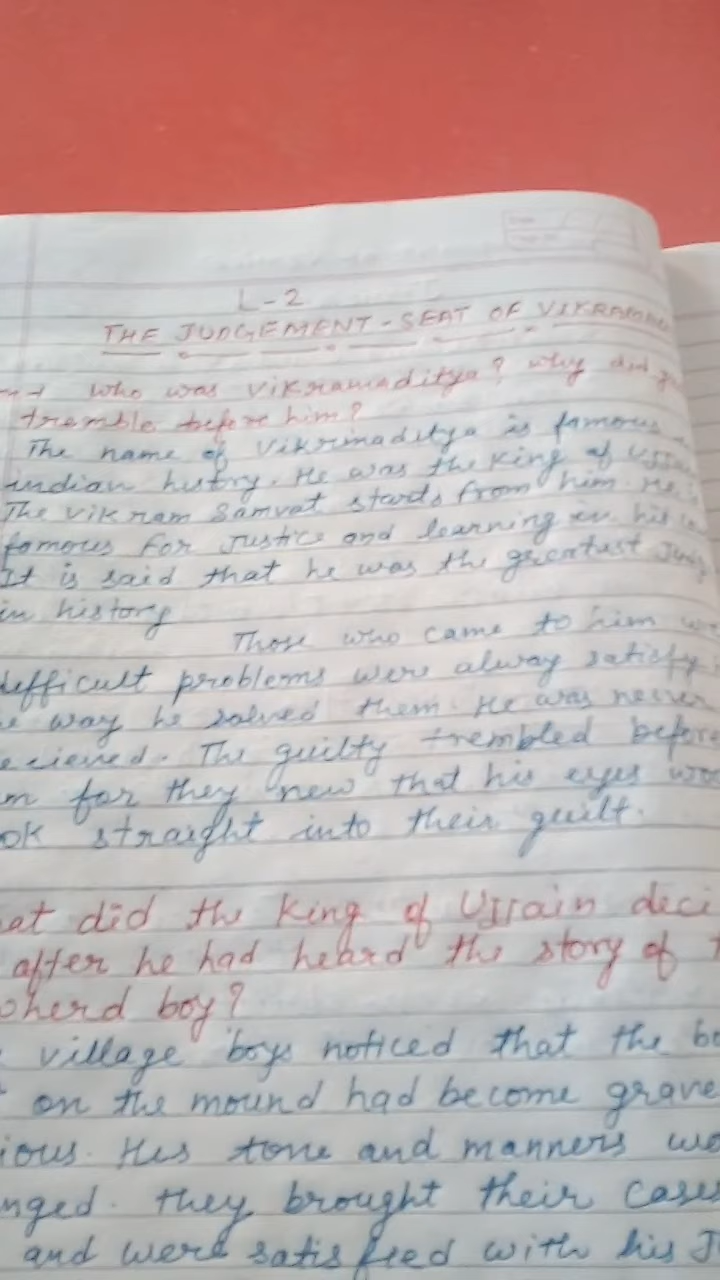 L-2
THE JUDGEMENT-SEAT OF
who was vikramaditya? why did
tremble before him?
The name of vikrimaditya is famous
indian history. He was the King of
The vikram Samvat starts from him. He
famous for Justice and learning in his
It is said that he was the greatest
in history
Those who came to him
difficult problems were alway satisfy
way he solved them. He was never
The guilty trembled before
for they new that his eyes
straight into their guilt.
did the King of Ujjain
after he had heard the story of
boy?
village boys noticed that the
on the mound had become grave
His tone and manners
they brought their cases
and were satisfied with his